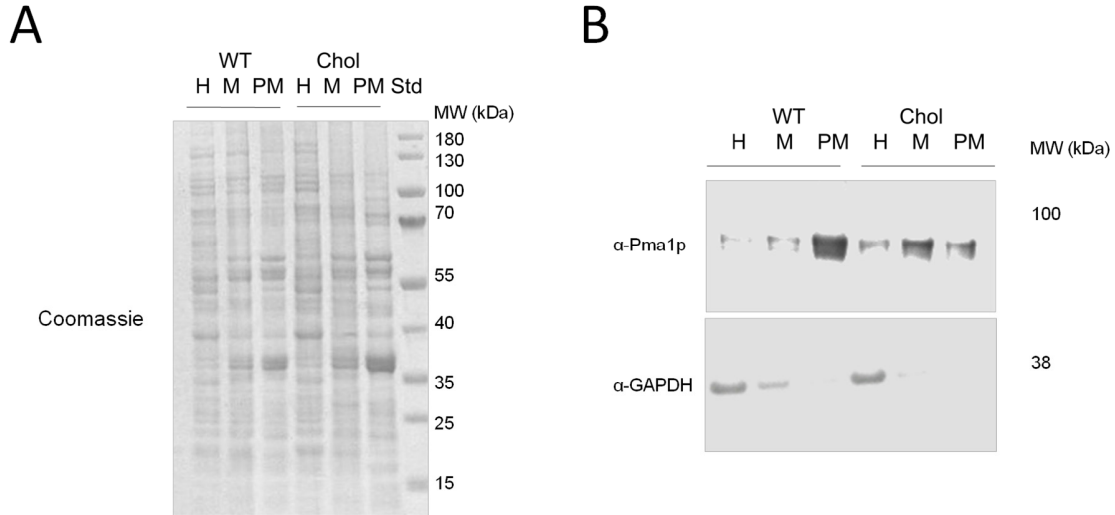 A
WT Chol
H M PM H M PM Std
MW (kDa)
180
130
100
70
55
40
35
25
15
Coomassie
B
WT Chol
H M PM H M PM
MW (kDa)
100
α-Pma1p
38
α-GAPDH